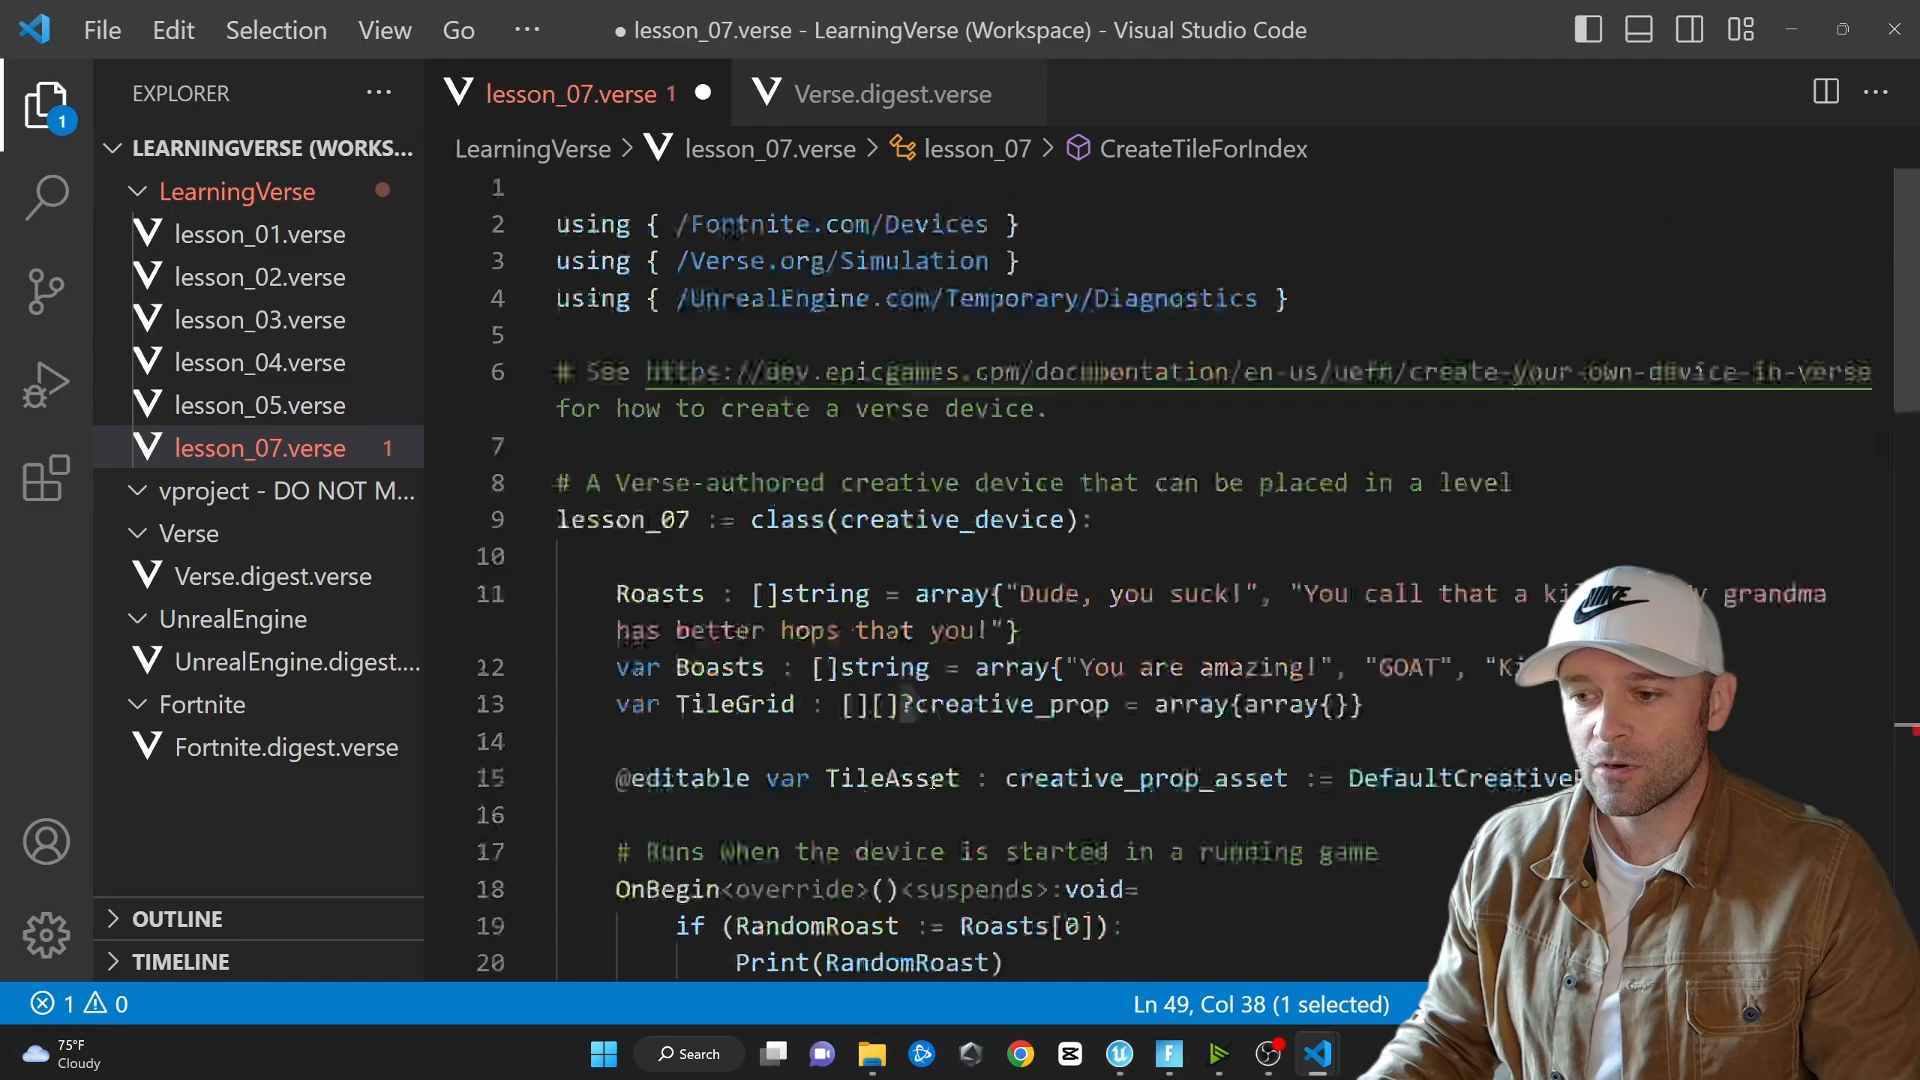 File Edit Selection View Go ··· ● lesson_07.verse - LearningVerse (Workspace) - Visual Studio Code
EXPLORER ···
lesson_07.verse 1
Verse.digest.verse
1
LEARNINGVERSE (WORKS...
LearningVerse
lesson_01.verse
lesson_02.verse
lesson_03.verse
lesson_04.verse
lesson_05.verse
lesson_07.verse 1
vproject - DO NOT M...
Verse
Verse.digest.verse
UnrealEngine
UnrealEngine.digest....
Fortnite
Fortnite.digest.verse
OUTLINE
TIMELINE
LearningVerse > lesson_07.verse > lesson_07 > CreateTileForIndex
1
2 using { /Fortnite.com/Devices }
3 using { /Verse.org/Simulation }
4 using { /UnrealEngine.com/Temporary/Diagnostics }
5
6 # See https://dev.epicgames.com/documentation/en-us/uefn/create-your-own-device-in-verse
for how to create a verse device.
7
8 # A Verse-authored creative device that can be placed in a level
9 lesson_07 := class(creative_device):
10
11 Roasts : []string = array{"Dude, you suck!", "You call that a grandma
has better hops that you!"}
12 var Boasts : []string = array{"You are amazing!", "GOAT",
13 var TileGrid : [][]?creative_prop = array{array{}}
14
15 @editable var TileAsset : creative_prop_asset := 
16
17 # Runs when the device is started in a running game
18 OnBegin<override>()<suspends>:void=
19 if (RandomRoast := Roasts[0]):
20 Print(RandomRoast)
NIKE
1 0
Ln 49, Col 38 (1 selected)
75°F
Cloudy
Search